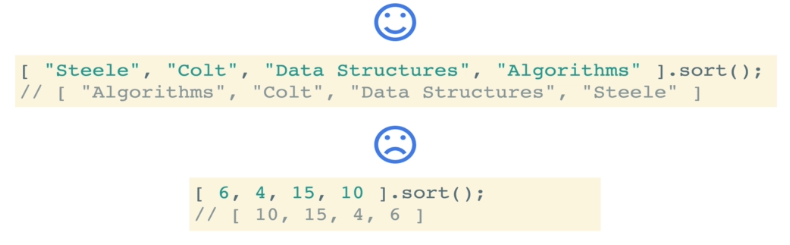 [ "Steele", "Colt", "Data Structures", "Algorithms" ].sort();
// [ "Algorithms", "Colt", "Data Structures", "Steele" ]
[ 6, 4, 15, 10 ].sort();
// [ 10, 15, 4, 6 ]